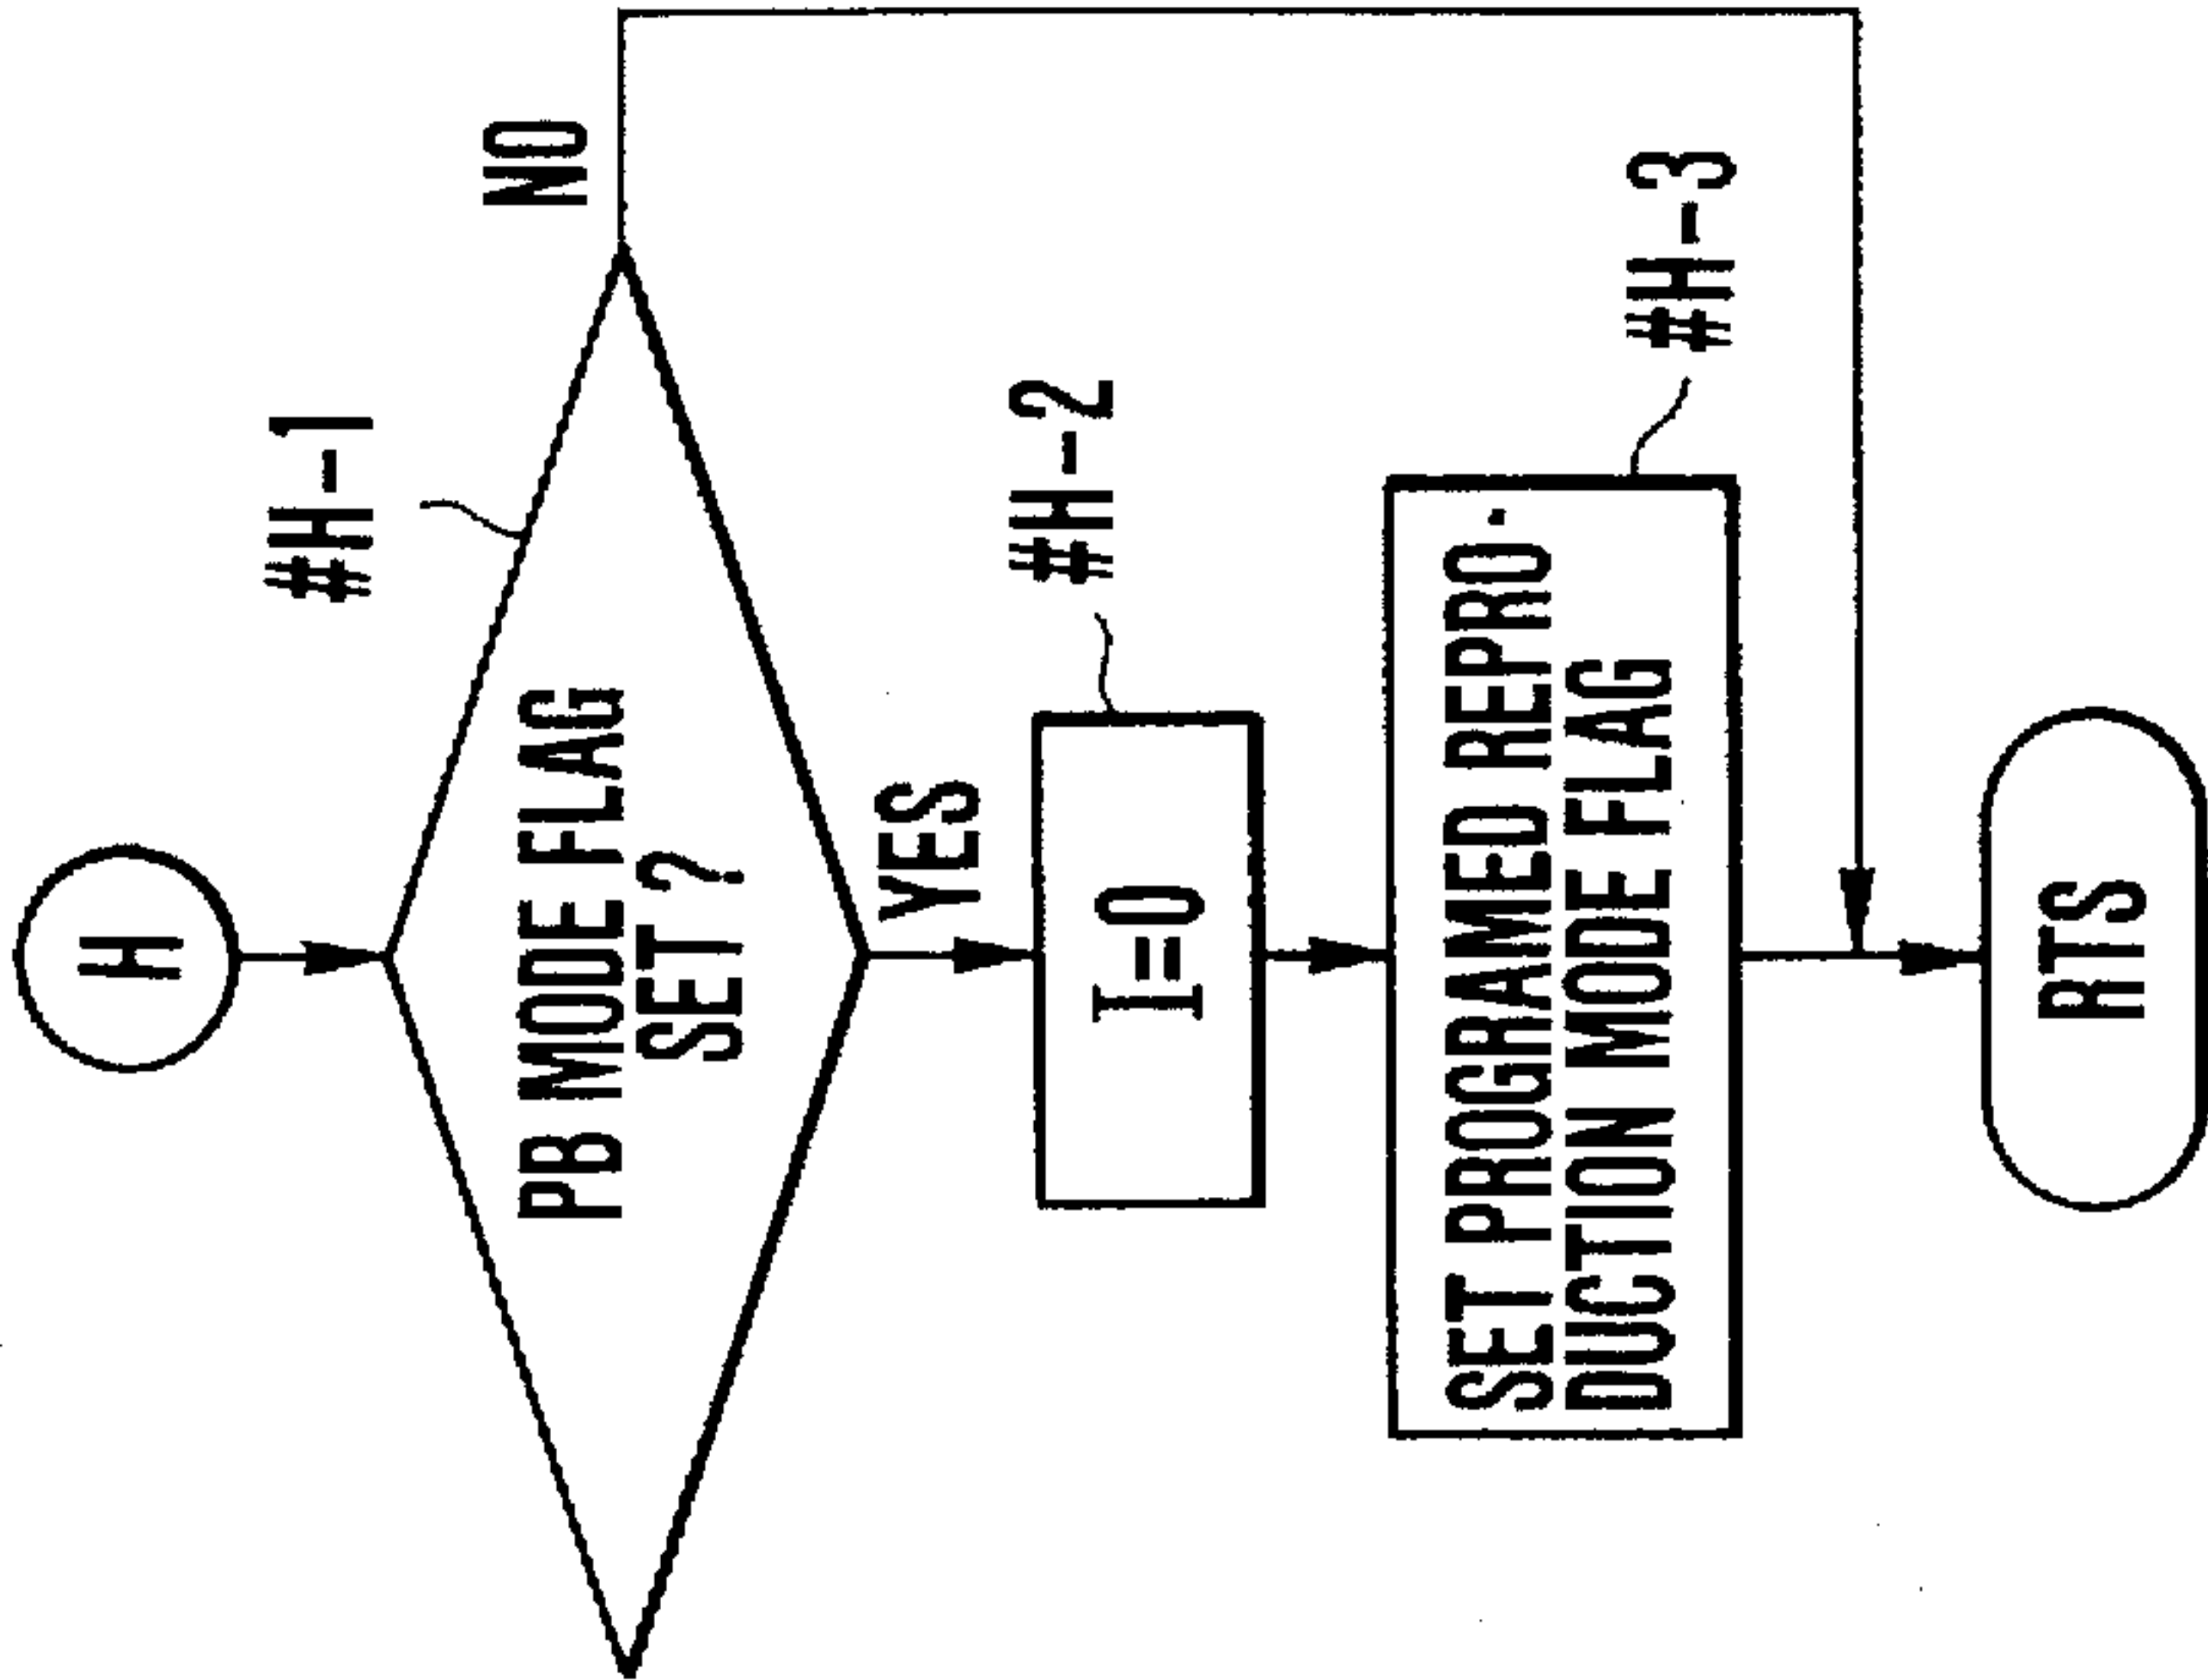 H
#H-1
PB MODE FLAG
SET ?
NO
YES
#H-2
I=0
#H-3
SET PROGRAMED REPRO-
DUCTION MODE FLAG
RTS